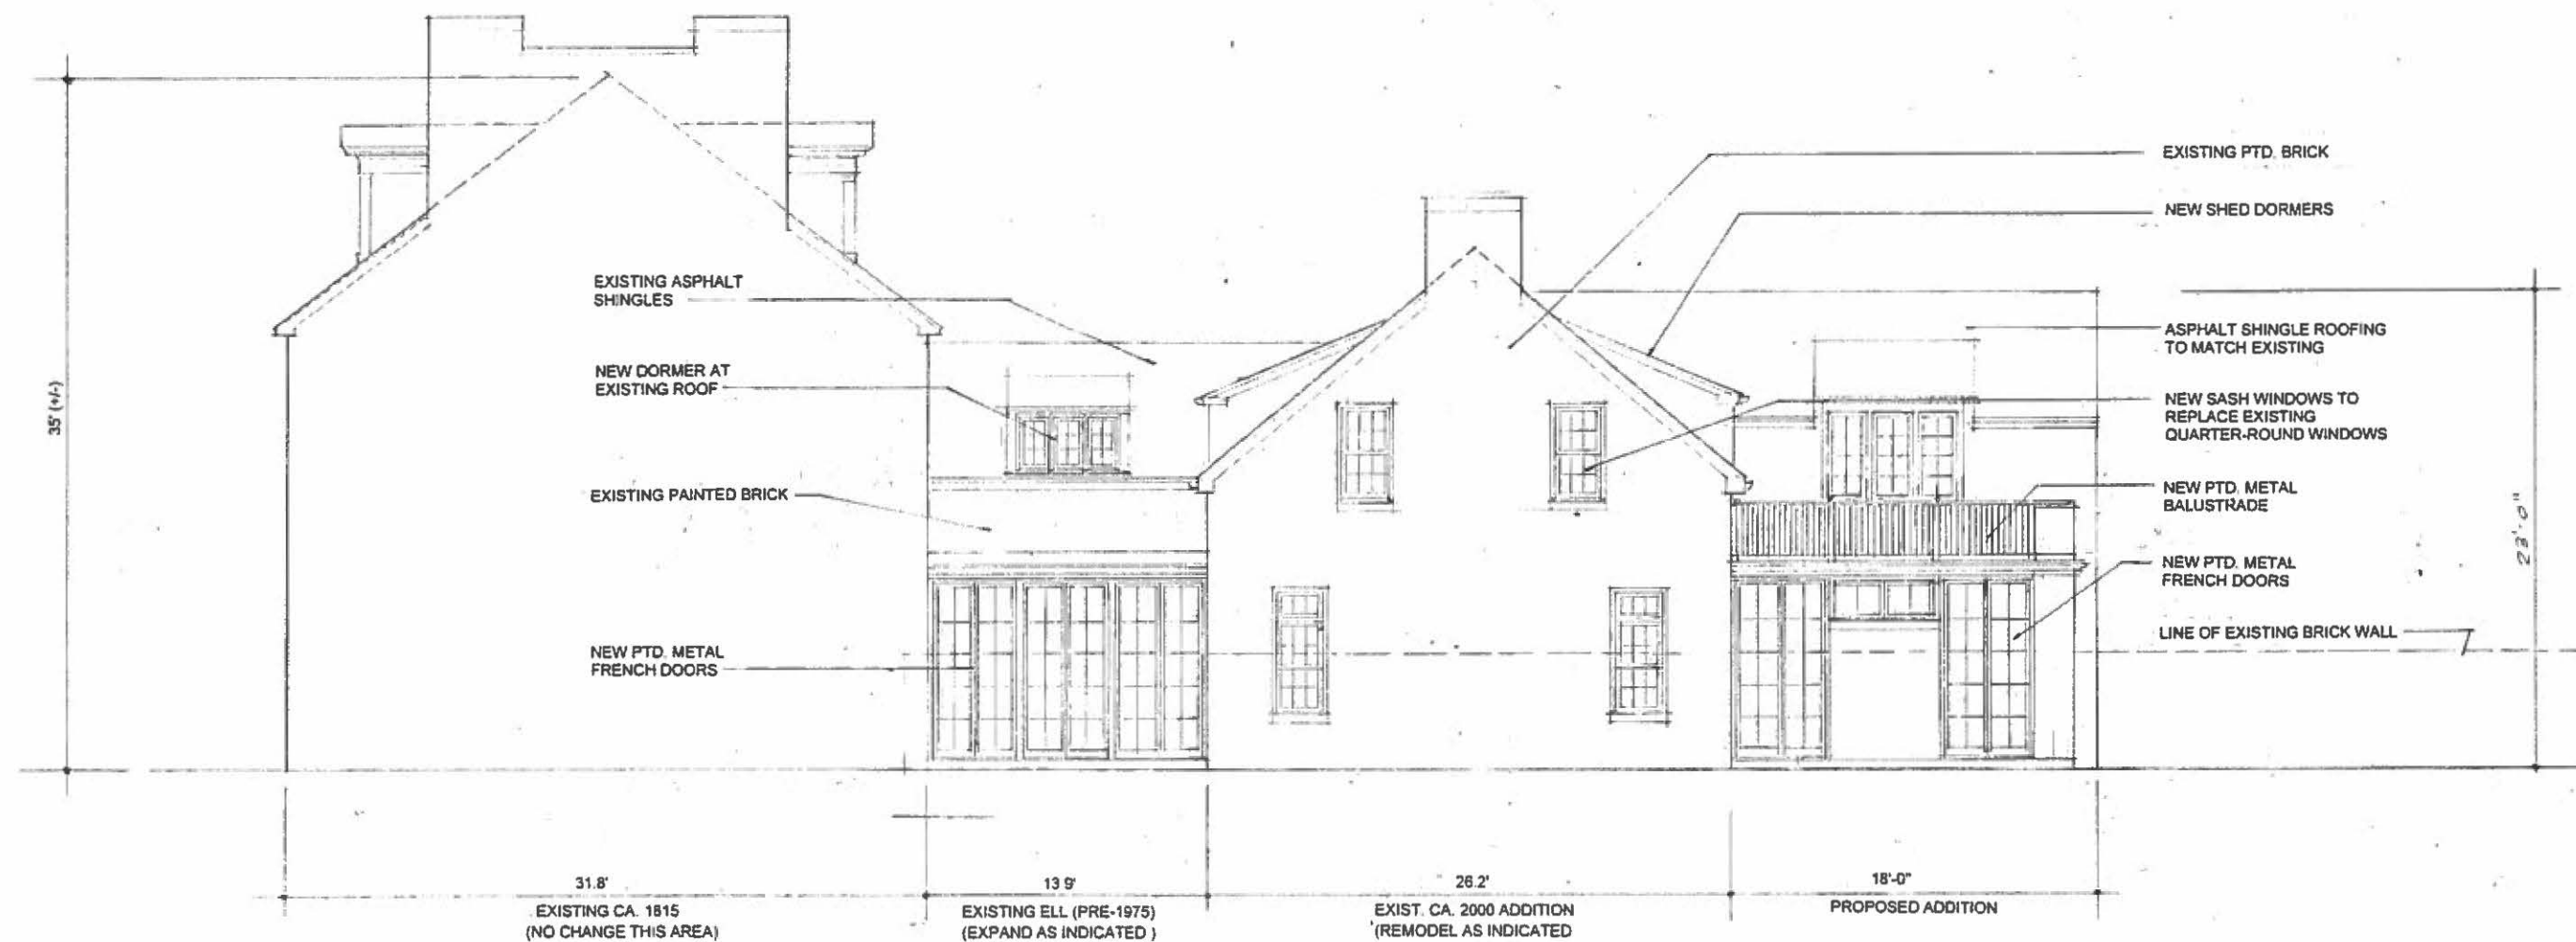 EXISTING PTD. BRICK
NEW SHED DORMERS
EXISTING ASPHALT
SHINGLES
ASPHALT SHINGLE ROOFING
TO MATCH EXISTING
NEW DORMER AT
EXISTING ROOF
NEW SASH WINDOWS TO
REPLACE EXISTING
QUARTER-ROUND WINDOWS
35' (+/-)
EXISTING PAINTED BRICK
NEW PTD. METAL
BALUSTRADE
23'-0"
NEW PTD. METAL
FRENCH DOORS
LINE OF EXISTING BRICK WALL
NEW PTD. METAL
FRENCH DOORS
31.8'
EXISTING CA. 1815
(NO CHANGE THIS AREA)
13 9'
EXISTING ELL (PRE-1975)
(EXPAND AS INDICATED )
26.2'
EXIST. CA. 2000 ADDITION
(REMODEL AS INDICATED
18'-0"
PROPOSED ADDITION